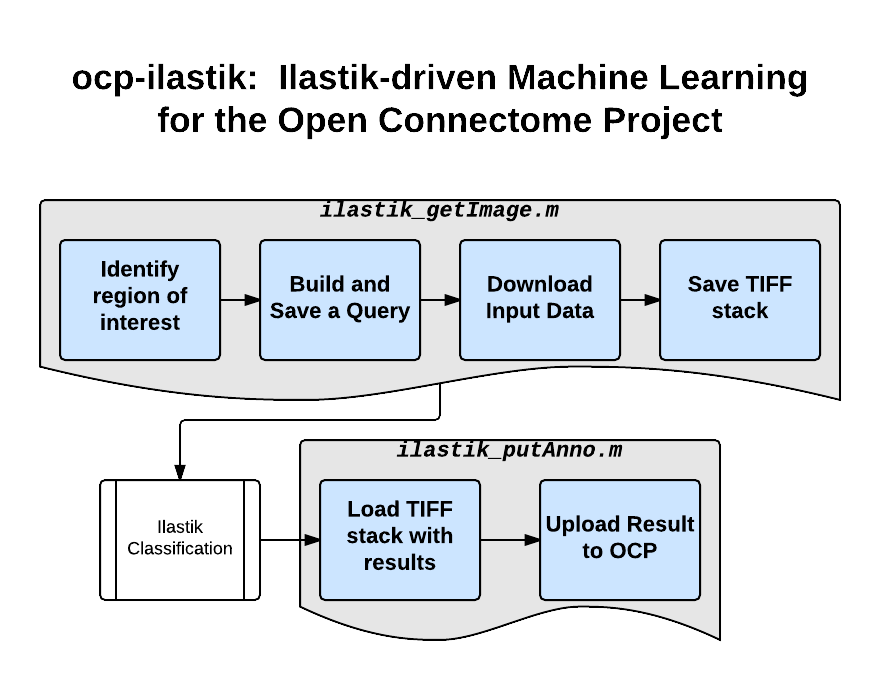 ocp-ilastik:  Ilastik-driven Machine Learning
for the Open Connectome Project
ilastik_getImage.m
Identify
region of
interest
Build and
Save a Query
Download
Input Data
Save TIFF
stack
ilastik_putAnno.m
Ilastik
Classification
Load TIFF
stack with
results
Upload Result
to OCP